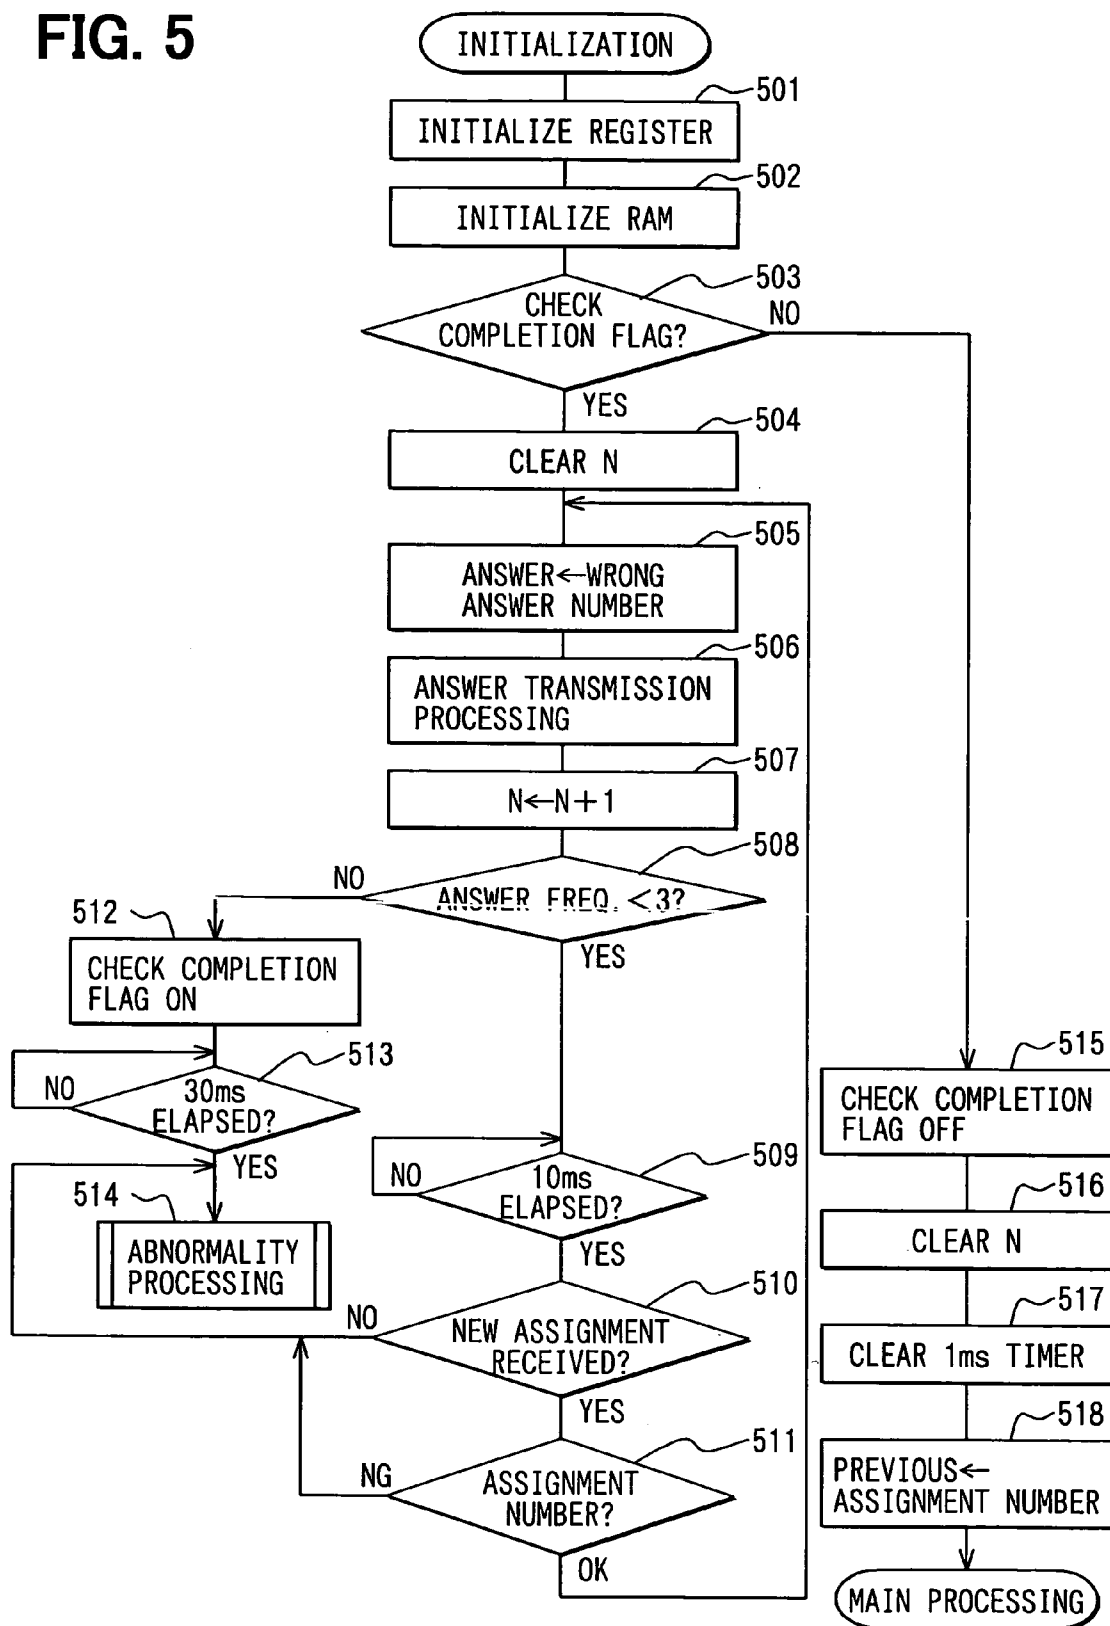 FIG. 5
INITIALIZATION
501
INITIALIZE REGISTER
502
INITIALIZE RAM
503
CHECK
COMPLETION FLAG?
NO
YES
504
CLEAR N
505
ANSWER←WRONG
ANSWER NUMBER
506
ANSWER TRANSMISSION
PROCESSING
507
N←N+1
508
ANSWER FREQ. <3?
NO
YES
512
CHECK COMPLETION
FLAG ON
513
30ms
ELAPSED?
NO
YES
514
ABNORMALITY
PROCESSING
509
10ms
ELAPSED?
NO
YES
510
NEW ASSIGNMENT
RECEIVED?
NO
YES
511
ASSIGNMENT
NUMBER?
NG
OK
515
CHECK COMPLETION
FLAG OFF
516
CLEAR N
517
CLEAR 1ms TIMER
518
PREVIOUS←
ASSIGNMENT NUMBER
MAIN PROCESSING